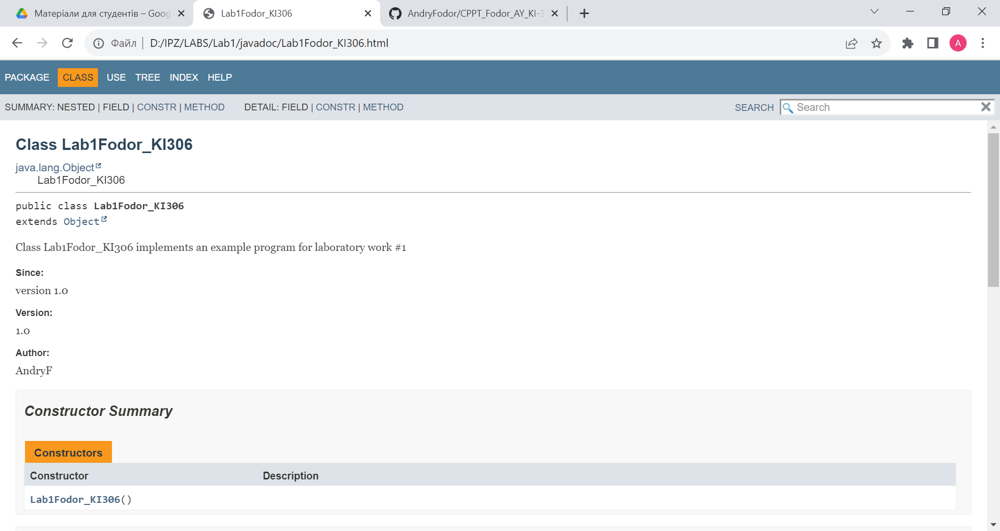 Матеріали для студентів – Goog
Lab1Fodor_KI306
AndryFodor/CPPT_Fodor_AY_KI-3
Файл | D:/IPZ/LABS/Lab1/javadoc/Lab1Fodor_KI306.html
A
PACKAGE CLASS USE TREE INDEX HELP
SUMMARY: NESTED | FIELD | CONSTR | METHOD DETAIL: FIELD | CONSTR | METHOD
SEARCH Search
Class Lab1Fodor_KI306
java.lang.Object
Lab1Fodor_KI306
public class Lab1Fodor_KI306
extends Object
Class Lab1Fodor_KI306 implements an example program for laboratory work #1
Since:
version 1.0
Version:
1.0
Author:
AndryF
Constructor Summary
Constructors
Constructor Description
Lab1Fodor_KI306()